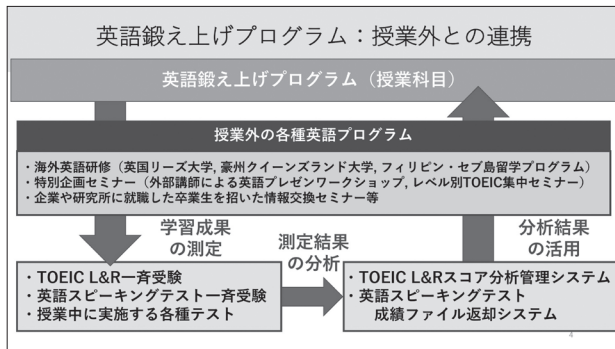 英語鍛え上げプログラム：授業外との連携
英語鍛え上げプログラム（授業科目）
授業外の各種英語プログラム
・海外英語研修（英国リーズ大学, 豪州クイーンズランド大学, フィリピン・セブ島留学プログラム）
・特別企画セミナー（外部講師による英語プレゼンワークショップ, レベル別TOEIC集中セミナー）
・企業や研究所に就職した卒業生を招いた情報交換セミナー等
学習成果
の測定
測定結果
の分析
分析結果
の活用
・TOEIC L&R一斉受験
・英語スピーキングテスト一斉受験
・授業中に実施する各種テスト
・TOEIC L&Rスコア分析管理システム
・英語スピーキングテスト
成績ファイル返却システム
4